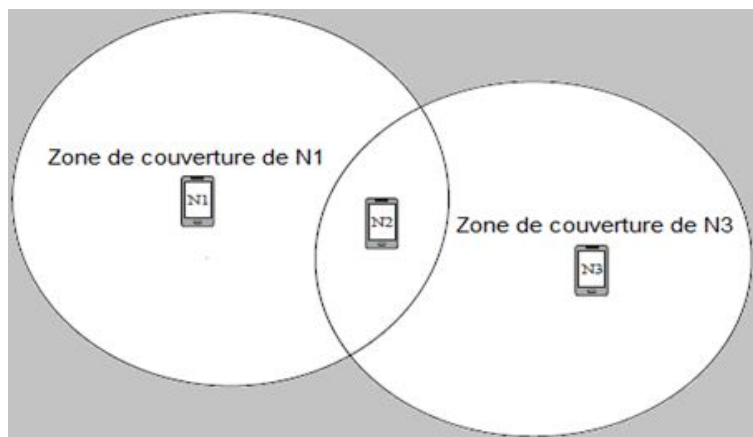 Zone de couverture de N1
N1
N2
Zone de couverture de N3
N3